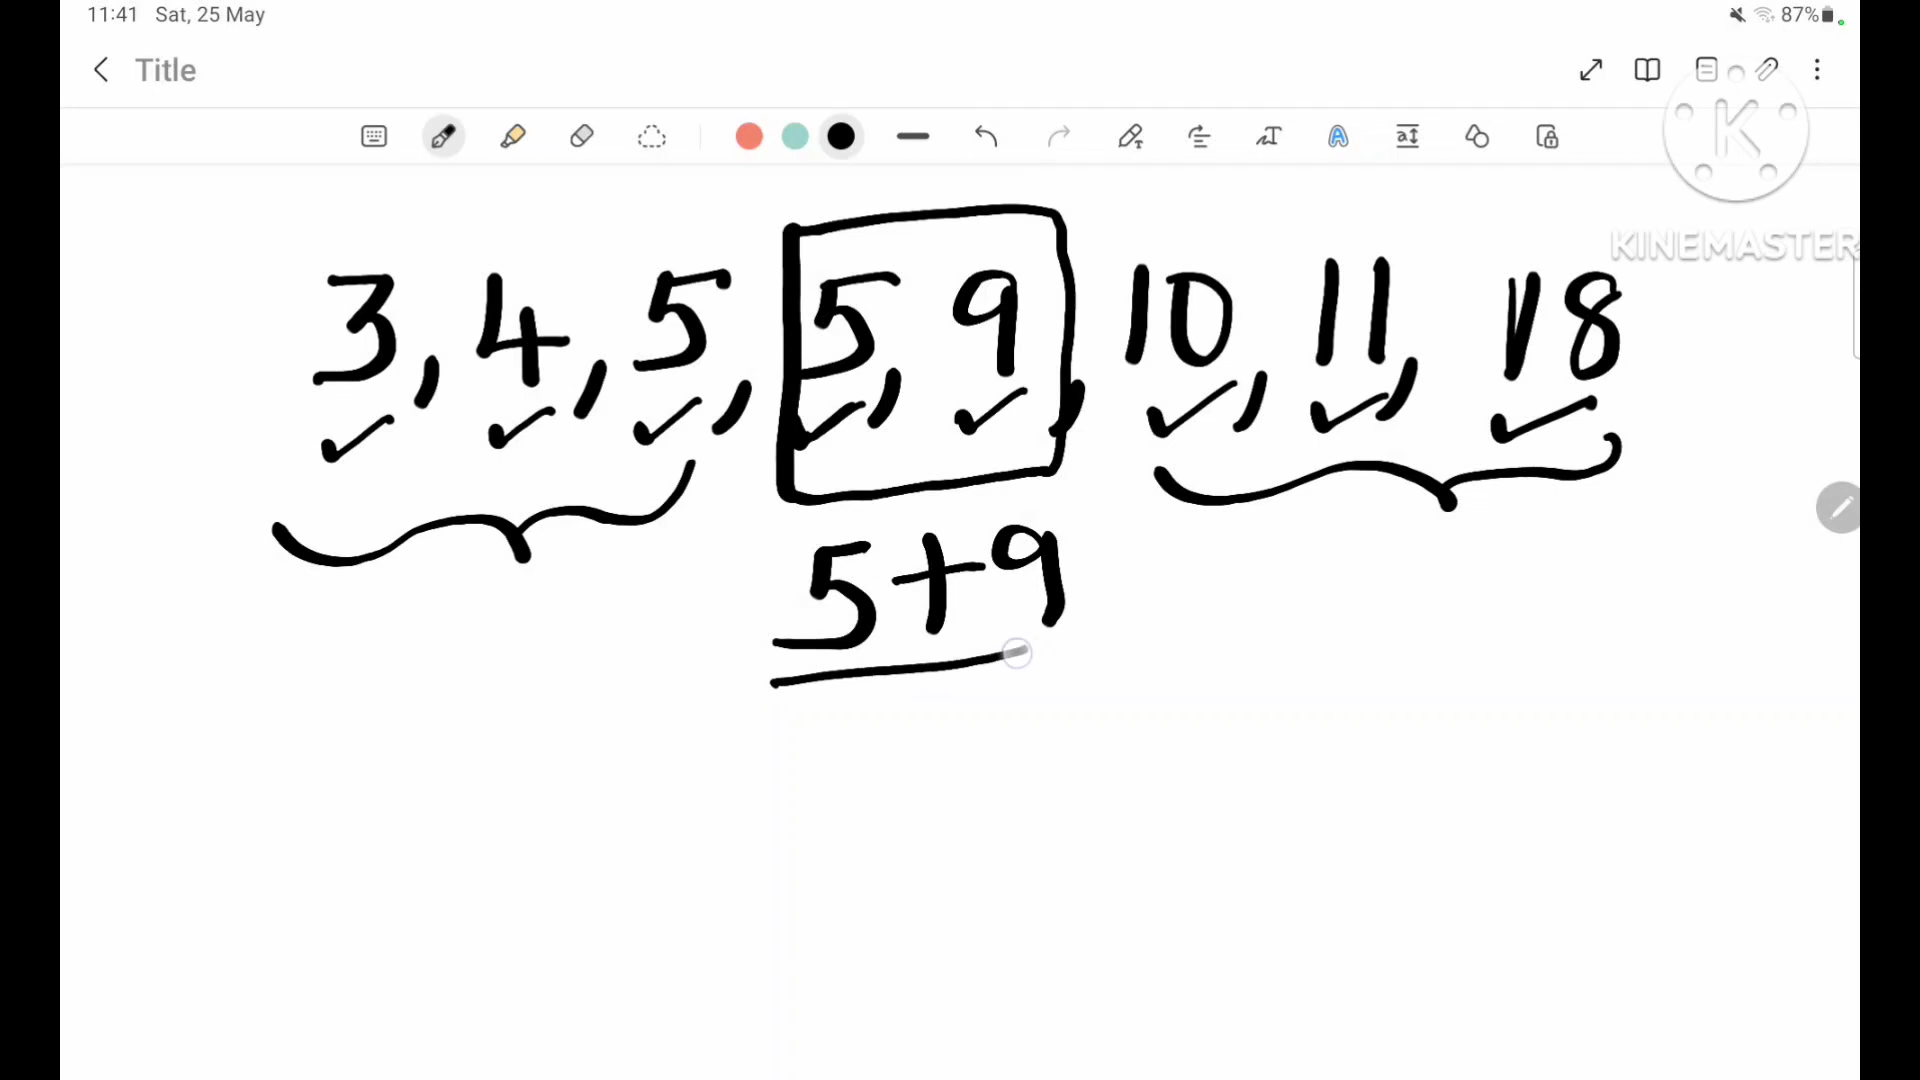 11:41 Sat, 25 May 87%
Title
K
KINEMASTER
3, 4, 5, 5, 9, 10, 11, 18
5+9